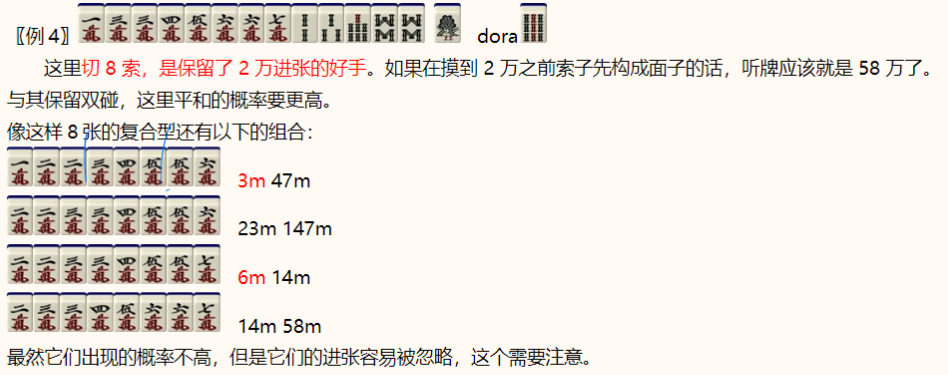 〖例 4〗 dora
这里切 8 索，是保留了 2 万进张的好手。如果在摸到 2 万之前索子先构成面子的话，听牌应该就是 58 万了。
与其保留双碰，这里平和的概率要更高。
像这样 8 张的复合型还有以下的组合：
3m 47m
23m 147m
6m 14m
14m 58m
最然它们出现的概率不高，但是它们的进张容易被忽略，这个需要注意。